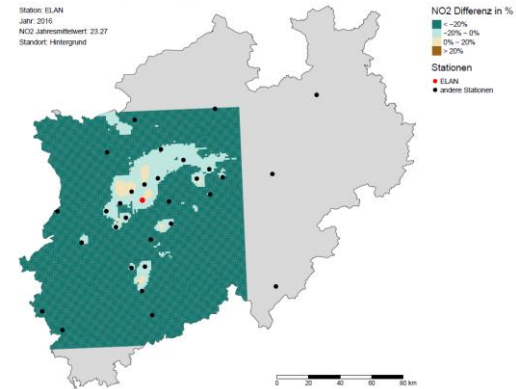 Station: ELAN
Jahr: 2016
NO2 Jahresmittelwert: 23.27
Standort: Hintergrund
NO2 Differenz in %
< −20%
−20% − 0%
0% − 20%
> 20%
Stationen
ELAN
andere Stationen
0 20 40 60 80 km